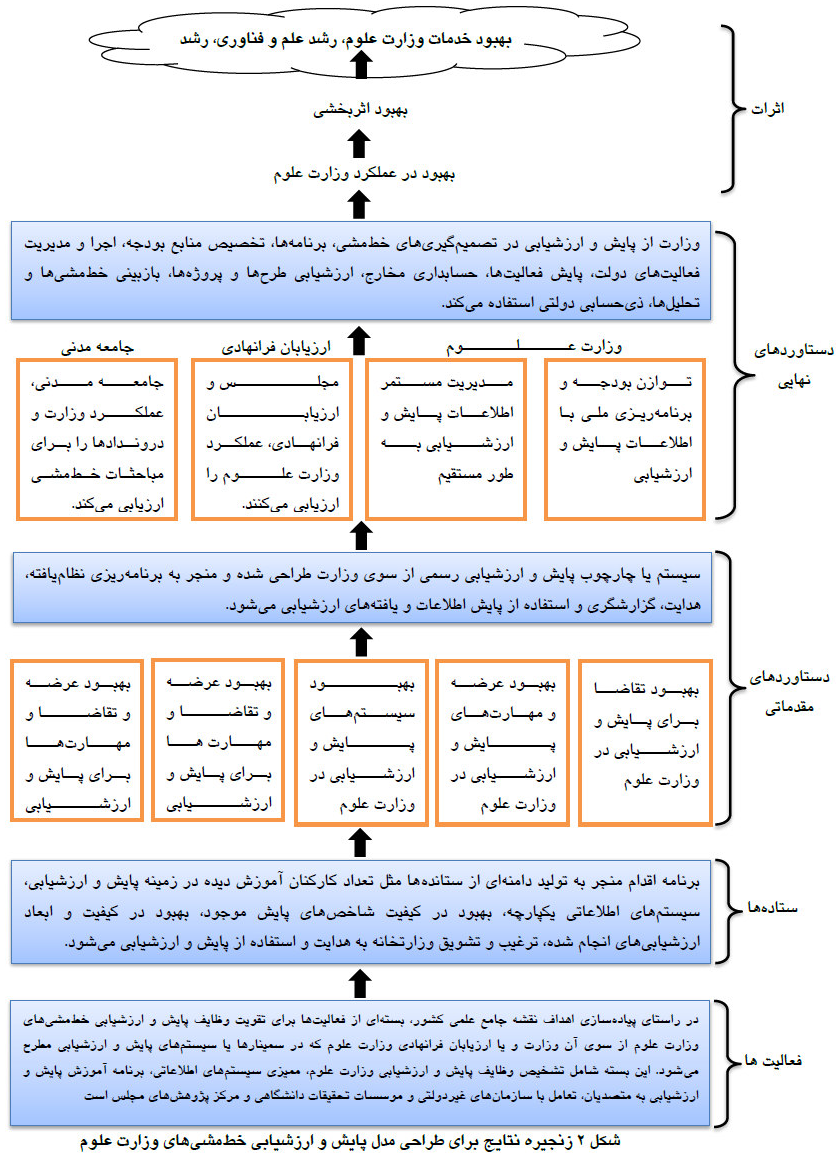 بهبود خدمات وزارت علوم، رشد علم و فناوری، رشد
اثرات
بهبود اثربخشی
بهبود در عملکرد وزارت علوم
وزارت از پایش و ارزشیابی در تصمیم‌گیری‌های خط‌مشی، برنامه‌ها، تخصیص منابع بودجه، اجرا و مدیریت
فعالیت‌های دولت، پایش فعالیت‌ها، حسابداری مخارج، ارزشیابی طرح‌ها و پروژه‌ها، بازبینی خط‌مشی‌ها و
تحلیل‌ها، ذی‌حسابی دولتی استفاده می‌کند.
دستاوردهای
نهایی
وزارت علوم
ارزیابان فرانهادی
جامعه مدنی
توازن بودجه و
برنامه‌ریزی ملی با
اطلاعات پایش و
ارزشیابی
مدیریت مستمر
اطلاعات پایش و
ارزشیابی به
طور مستقیم
مجلس و
ارزیابان
فرانهادی، عملکرد
وزارت علوم را
ارزیابی می‌کنند.
جامعه مدنی،
عملکرد وزارت و
دروندادها را برای
مباحثات خط‌مشی
ارزیابی می‌کند.
سیستم یا چارچوب پایش و ارزشیابی رسمی از سوی وزارت طراحی شده و منجر به برنامه‌ریزی نظام‌یافته،
هدایت، گزارشگری و استفاده از پایش اطلاعات و یافته‌های ارزشیابی می‌شود.
دستاوردهای
مقدماتی
بهبود تقاضا
برای پایش و
ارزشیابی در
وزارت علوم
بهبود عرضه
و مهارت‌های
پایش و
ارزشیابی در
وزارت علوم
بهبود
سیستم‌های
پایش و
ارزشیابی در
وزارت علوم
بهبود عرضه
و تقاضا و
مهارت ها
برای پایش و
ارزشیابی
بهبود عرضه
و تقاضا و
مهارت‌ها
برای پایش و
ارزشیابی
برنامه اقدام منجر به تولید دامنه‌ای از ستانده‌ها مثل تعداد کارکنان آموزش دیده در زمینه پایش و ارزشیابی،
سیستم‌های اطلاعاتی یکپارچه، بهبود در کیفیت شاخص‌های پایش موجود، بهبود در کیفیت و ابعاد
ارزشیابی‌های انجام شده، ترغیب و تشویق وزارتخانه به هدایت و استفاده از پایش و ارزشیابی می‌شود.
ستاده‌ها
در راستای پیاده‌سازی اهداف نقشه جامع علمی کشور، بسته‌ای از فعالیت‌ها برای تقویت وظایف پایش و ارزشیابی خط‌مشی‌های
وزارت علوم از سوی آن وزارت و یا ارزیابان فرانهادی وزارت علوم که در سمینارها یا سیستم‌های پایش و ارزشیابی مطرح
می‌شود. این بسته شامل تشخیص وظایف پایش و ارزشیابی وزارت علوم، ممیزی سیستم‌های اطلاعاتی، برنامه آموزش پایش و
ارزشیابی به متصدیان، تعامل با سازمان‌های غیردولتی و موسسات تحقیقات دانشگاهی و مرکز پژوهش‌های مجلس است
فعالیت ها
شکل ۲ زنجیره نتایج برای طراحی مدل پایش و ارزشیابی خط‌مشی‌های وزارت علوم